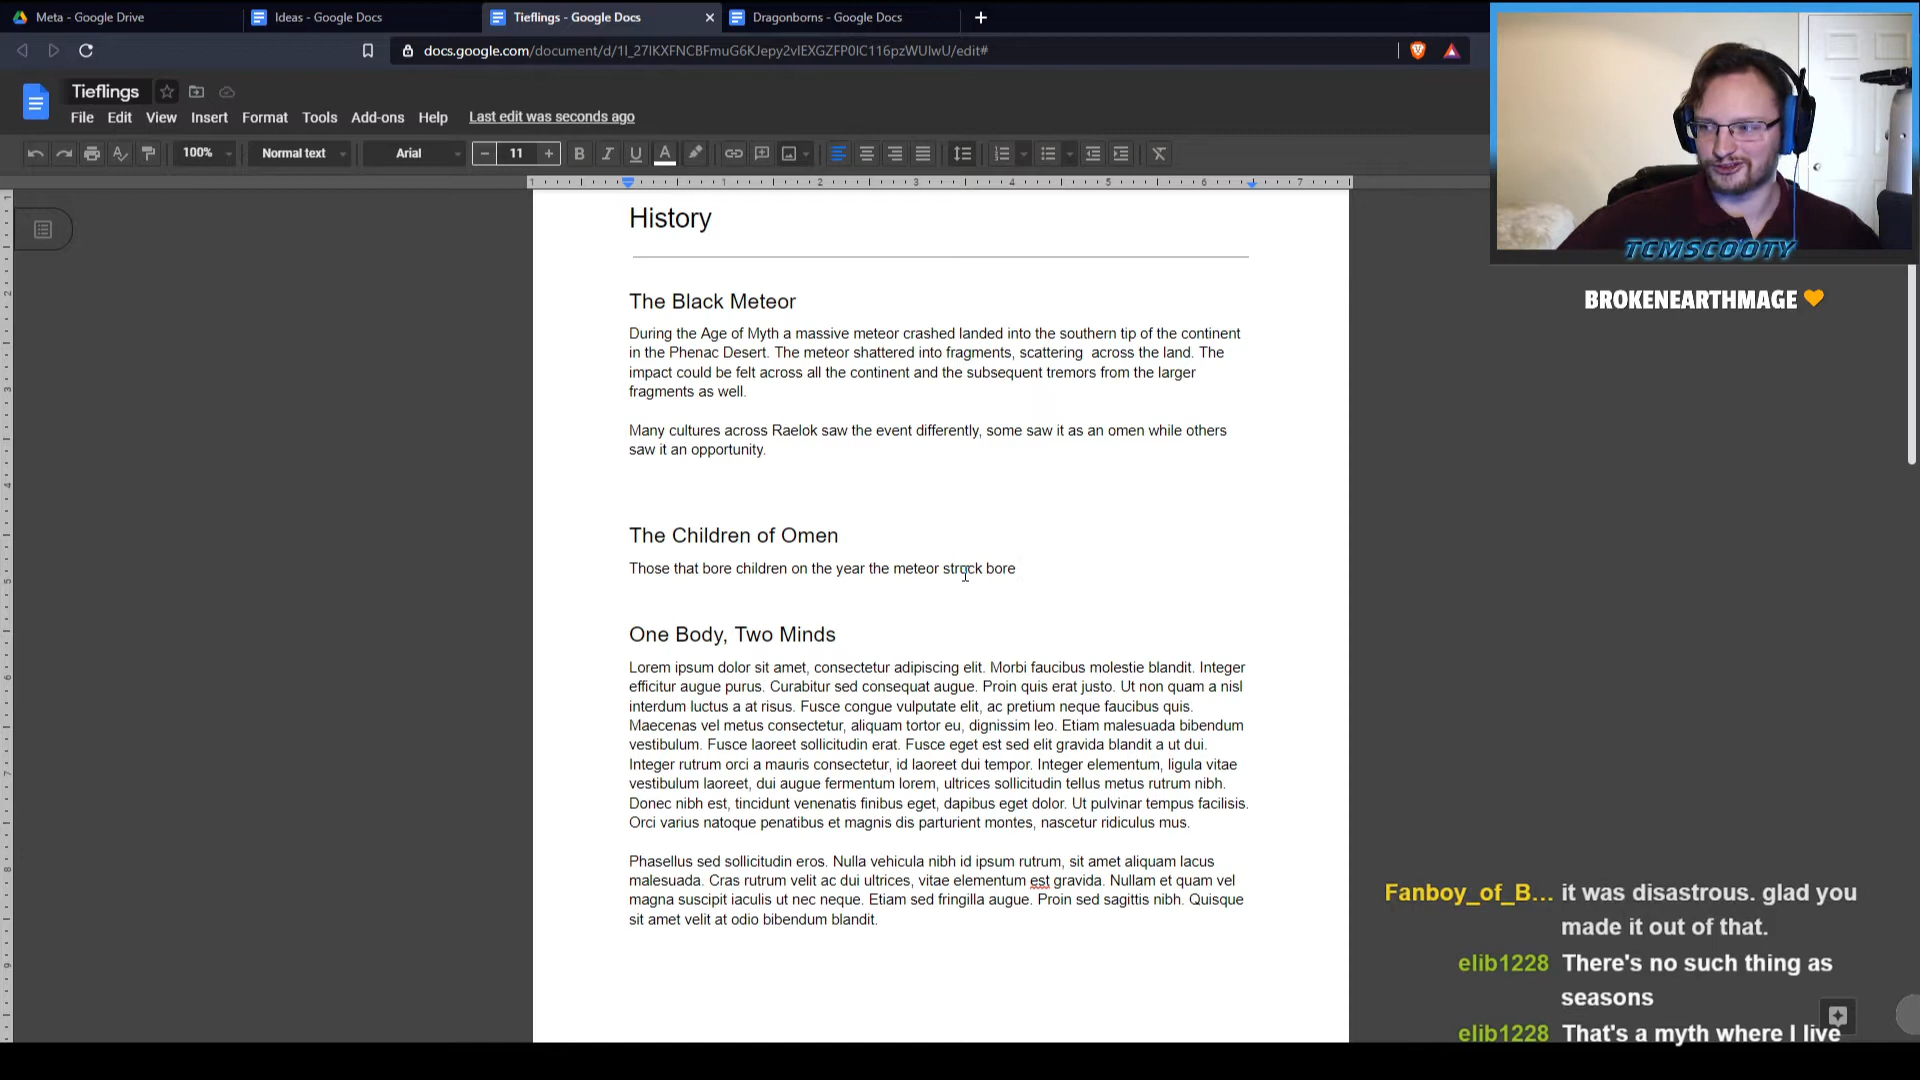 Meta - Google Drive
Ideas - Google Docs
Tieflings - Google Docs
Dragonborns - Google Docs
docs.google.com/document/d/1I_27IKXFNCBFmuG6KJepy2vIEXGZFP0IC116pzWUIwU/edit#
Tieflings
File Edit View Insert Format Tools Add-ons Help Last edit was seconds ago
100% Normal text Arial 11
History
The Black Meteor
During the Age of Myth a massive meteor crashed landed into the southern tip of the continent
in the Phenac Desert. The meteor shattered into fragments, scattering  across the land. The
impact could be felt across all the continent and the subsequent tremors from the larger
fragments as well.
Many cultures across Raelok saw the event differently, some saw it as an omen while others
saw it an opportunity.
The Children of Omen
Those that bore children on the year the meteor struck bore
One Body, Two Minds
Lorem ipsum dolor sit amet, consectetur adipiscing elit. Morbi faucibus molestie blandit. Integer
efficitur augue purus. Curabitur sed consequat augue. Proin quis erat justo. Ut non quam a nisl
interdum luctus a at risus. Fusce congue vulputate elit, ac pretium neque faucibus quis.
Maecenas vel metus consectetur, aliquam tortor eu, dignissim leo. Etiam malesuada bibendum
vestibulum. Fusce laoreet sollicitudin erat. Fusce eget est sed elit gravida blandit a ut dui.
Integer rutrum orci a mauris consectetur, id laoreet dui tempor. Integer elementum, ligula vitae
vestibulum laoreet, dui augue fermentum lorem, ultrices sollicitudin tellus metus rutrum nibh.
Donec nibh est, tincidunt venenatis finibus eget, dapibus eget dolor. Ut pulvinar tempus facilisis.
Orci varius natoque penatibus et magnis dis parturient montes, nascetur ridiculus mus.
Phasellus sed sollicitudin eros. Nulla vehicula nibh id ipsum rutrum, sit amet aliquam lacus
malesuada. Cras rutrum velit ac dui ultrices, vitae elementum est gravida. Nullam et quam vel
magna suscipit iaculis ut nec neque. Etiam sed fringilla augue. Proin sed sagittis nibh. Quisque
sit amet velit at odio bibendum blandit.
TCMSCOOTY
BROKENEARTHMAGE 🧡
Fanboy_of_B... it was disastrous. glad you
made it out of that.
elib1228 There's no such thing as
seasons
elib1228 That's a myth where I live